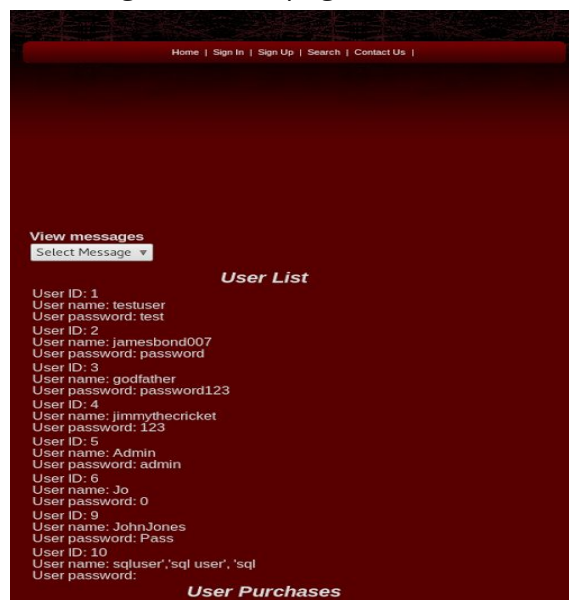 Home | Sign In | Sign Up | Search | Contact Us |
View messages
Select Message ▼
User List
User ID: 1
User name: testuser
User password: test
User ID: 2
User name: jamesbond007
User password: password
User ID: 3
User name: godfather
User password: password123
User ID: 4
User name: jimmythecricket
User password: 123
User ID: 5
User name: Admin
User password: admin
User ID: 6
User name: Jo
User password: 0
User ID: 9
User name: JohnJones
User password: Pass
User ID: 10
User name: sqluser','sql user', 'sql
User password:
User Purchases